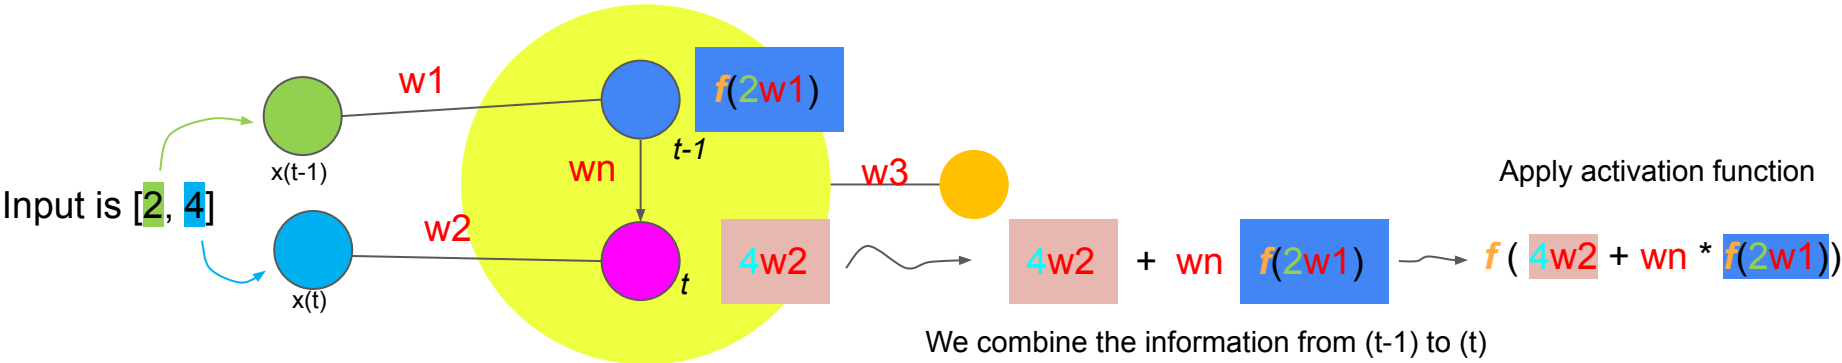 Input is [2, 4]
x(t-1)
x(t)
w1
w2
wn
t-1
t
f(2w1)
4w2
w3
4w2 + wn f(2w1)
We combine the information from (t-1) to (t)
Apply activation function
f ( 4w2 + wn * f(2w1))